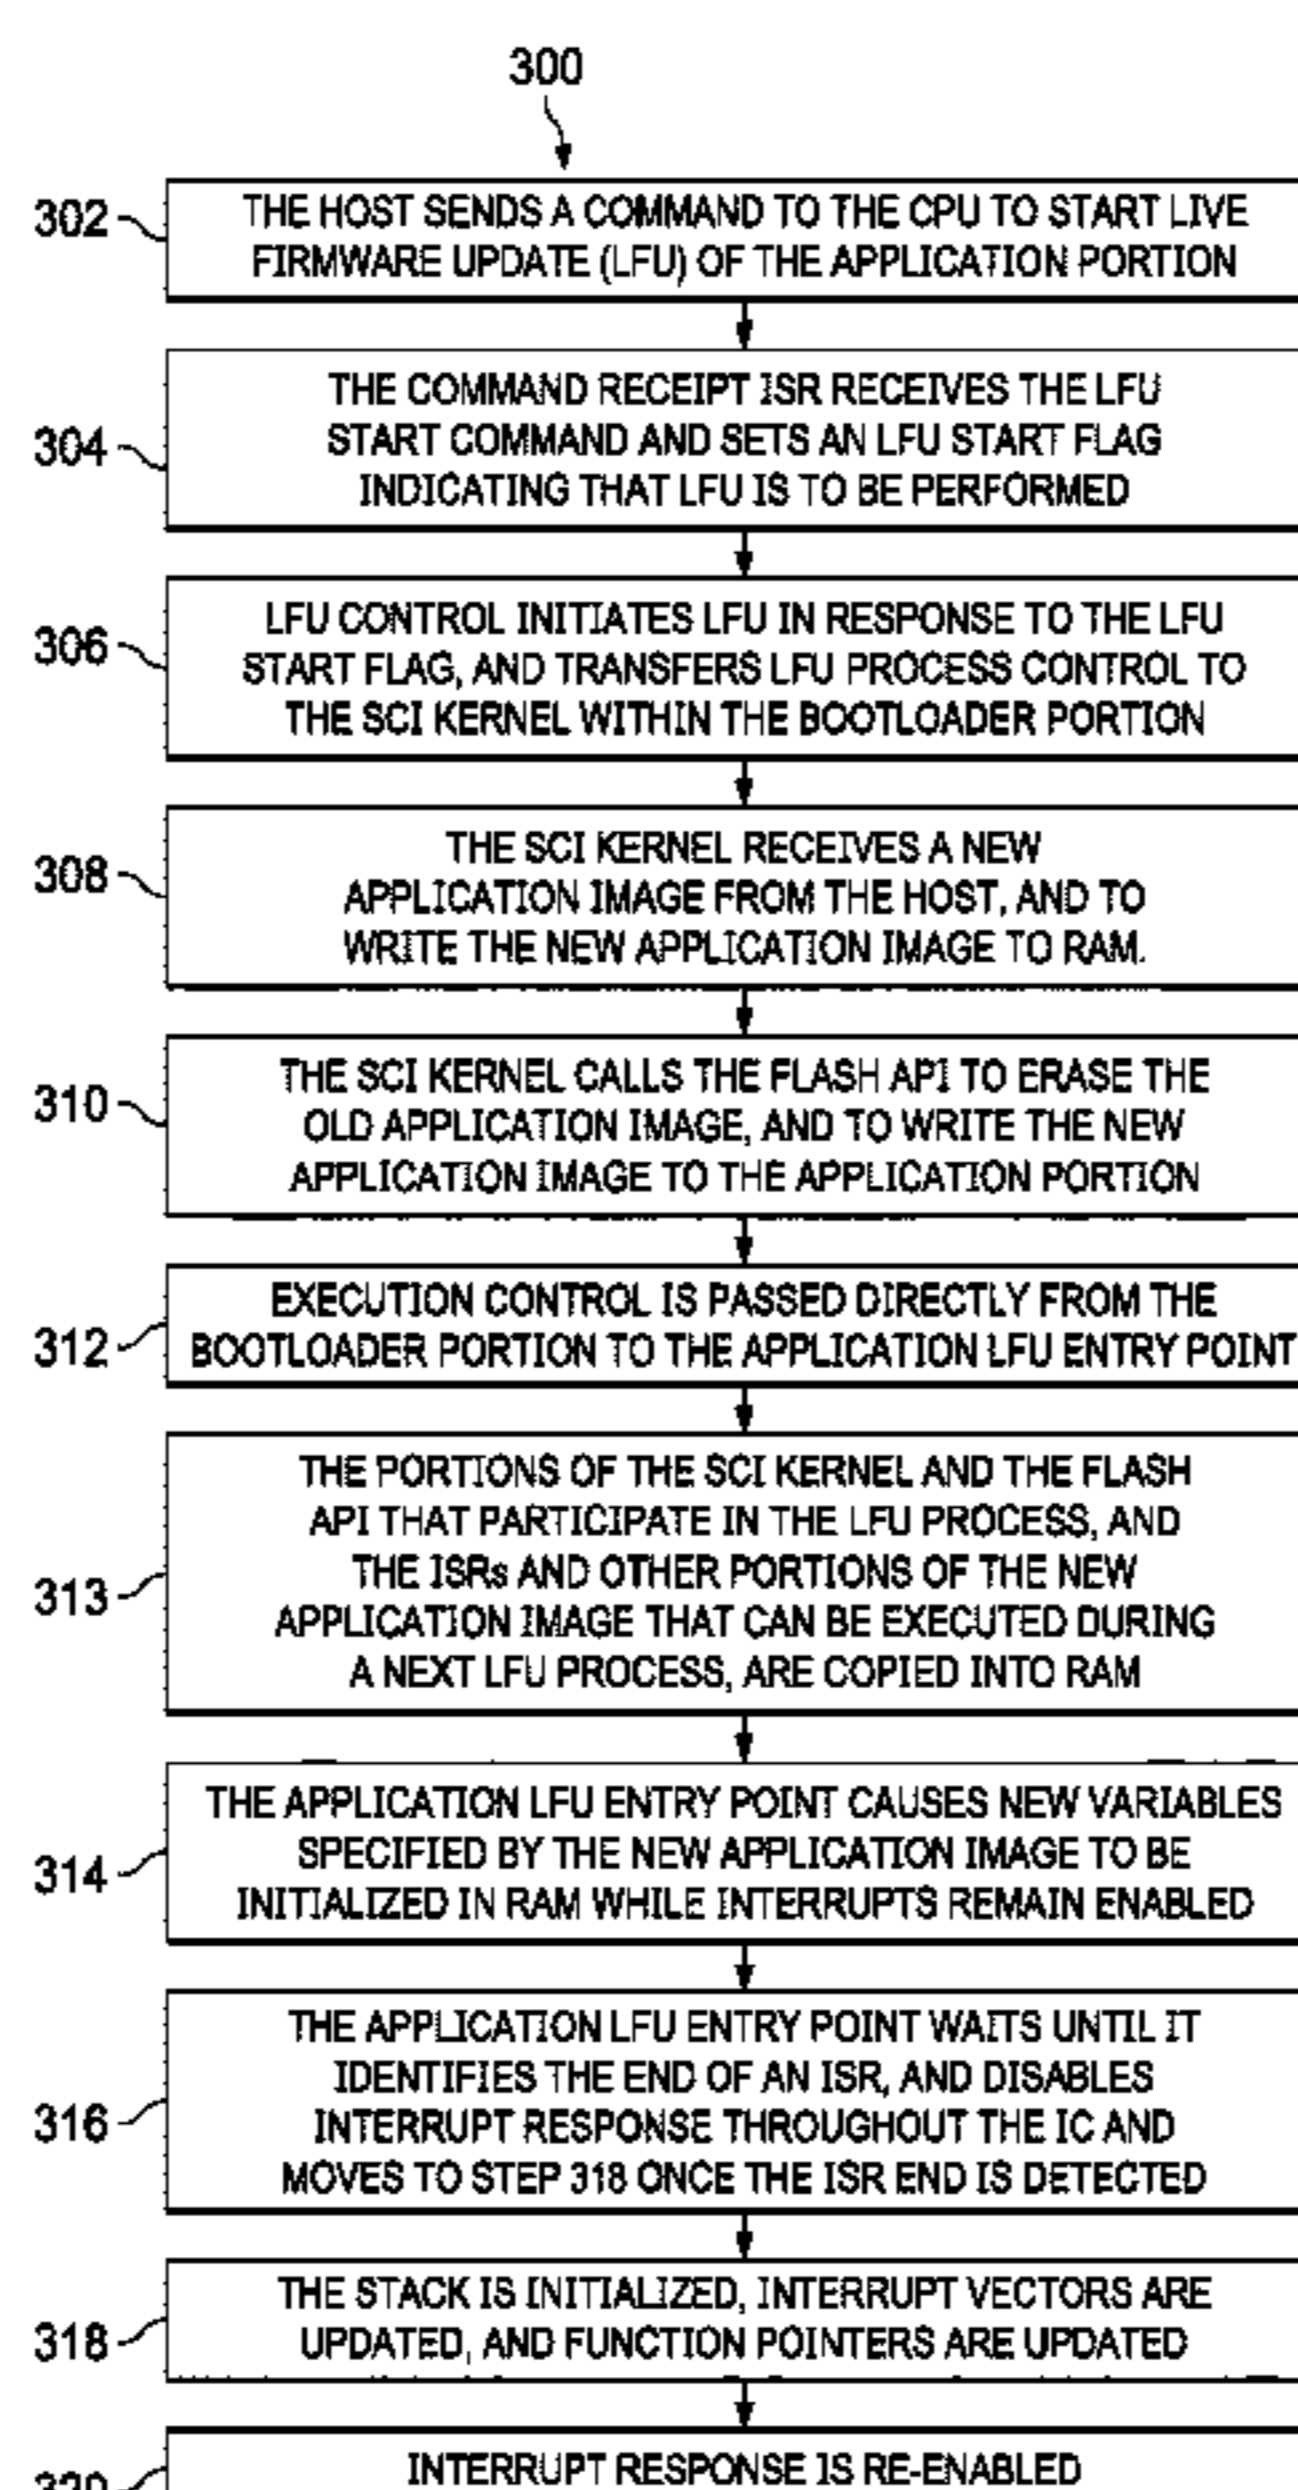 300
302
THE HOST SENDS A COMMAND TO THE CPU TO START LIVE
FIRMWARE UPDATE (LFU) OF THE APPLICATION PORTION
304
THE COMMAND RECEIPT ISR RECEIVES THE LFU
START COMMAND AND SETS AN LFU START FLAG
INDICATING THAT LFU IS TO BE PERFORMED
306
LFU CONTROL INITIATES LFU IN RESPONSE TO THE LFU
START FLAG, AND TRANSFERS LFU PROCESS CONTROL TO
THE SCI KERNEL WITHIN THE BOOTLOADER PORTION
308
THE SCI KERNEL RECEIVES A NEW
APPLICATION IMAGE FROM THE HOST, AND TO
WRITE THE NEW APPLICATION IMAGE TO RAM.
310
THE SCI KERNEL CALLS THE FLASH API TO ERASE THE
OLD APPLICATION IMAGE, AND TO WRITE THE NEW
APPLICATION IMAGE TO THE APPLICATION PORTION
312
EXECUTION CONTROL IS PASSED DIRECTLY FROM THE
BOOTLOADER PORTION TO THE APPLICATION LFU ENTRY POINT
313
THE PORTIONS OF THE SCI KERNEL AND THE FLASH
API THAT PARTICIPATE IN THE LFU PROCESS, AND
THE ISRs AND OTHER PORTIONS OF THE NEW
APPLICATION IMAGE THAT CAN BE EXECUTED DURING
A NEXT LFU PROCESS, ARE COPIED INTO RAM
314
THE APPLICATION LFU ENTRY POINT CAUSES NEW VARIABLES
SPECIFIED BY THE NEW APPLICATION IMAGE TO BE
INITIALIZED IN RAM WHILE INTERRUPTS REMAIN ENABLED
316
THE APPLICATION LFU ENTRY POINT WAITS UNTIL IT
IDENTIFIES THE END OF AN ISR, AND DISABLES
INTERRUPT RESPONSE THROUGHOUT THE IC AND
MOVES TO STEP 318 ONCE THE ISR END IS DETECTED
318
THE STACK IS INITIALIZED, INTERRUPT VECTORS ARE
UPDATED, AND FUNCTION POINTERS ARE UPDATED
320
INTERRUPT RESPONSE IS RE-ENABLED